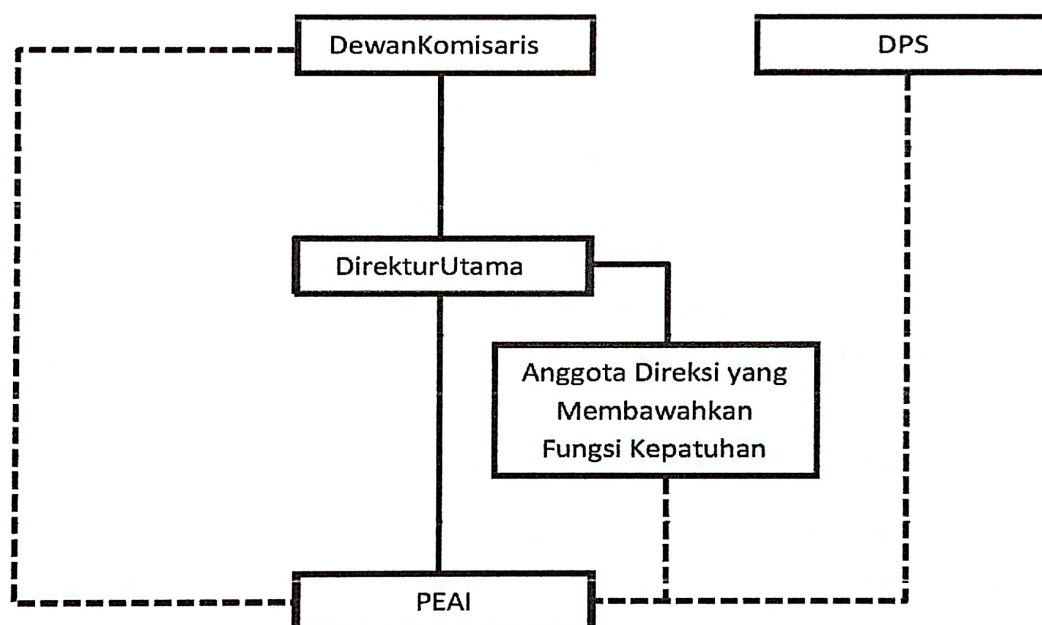 DewanKomisaris
DPS
DirekturUtama
Anggota Direksi yang
Membawahkan
Fungsi Kepatuhan
PEAI